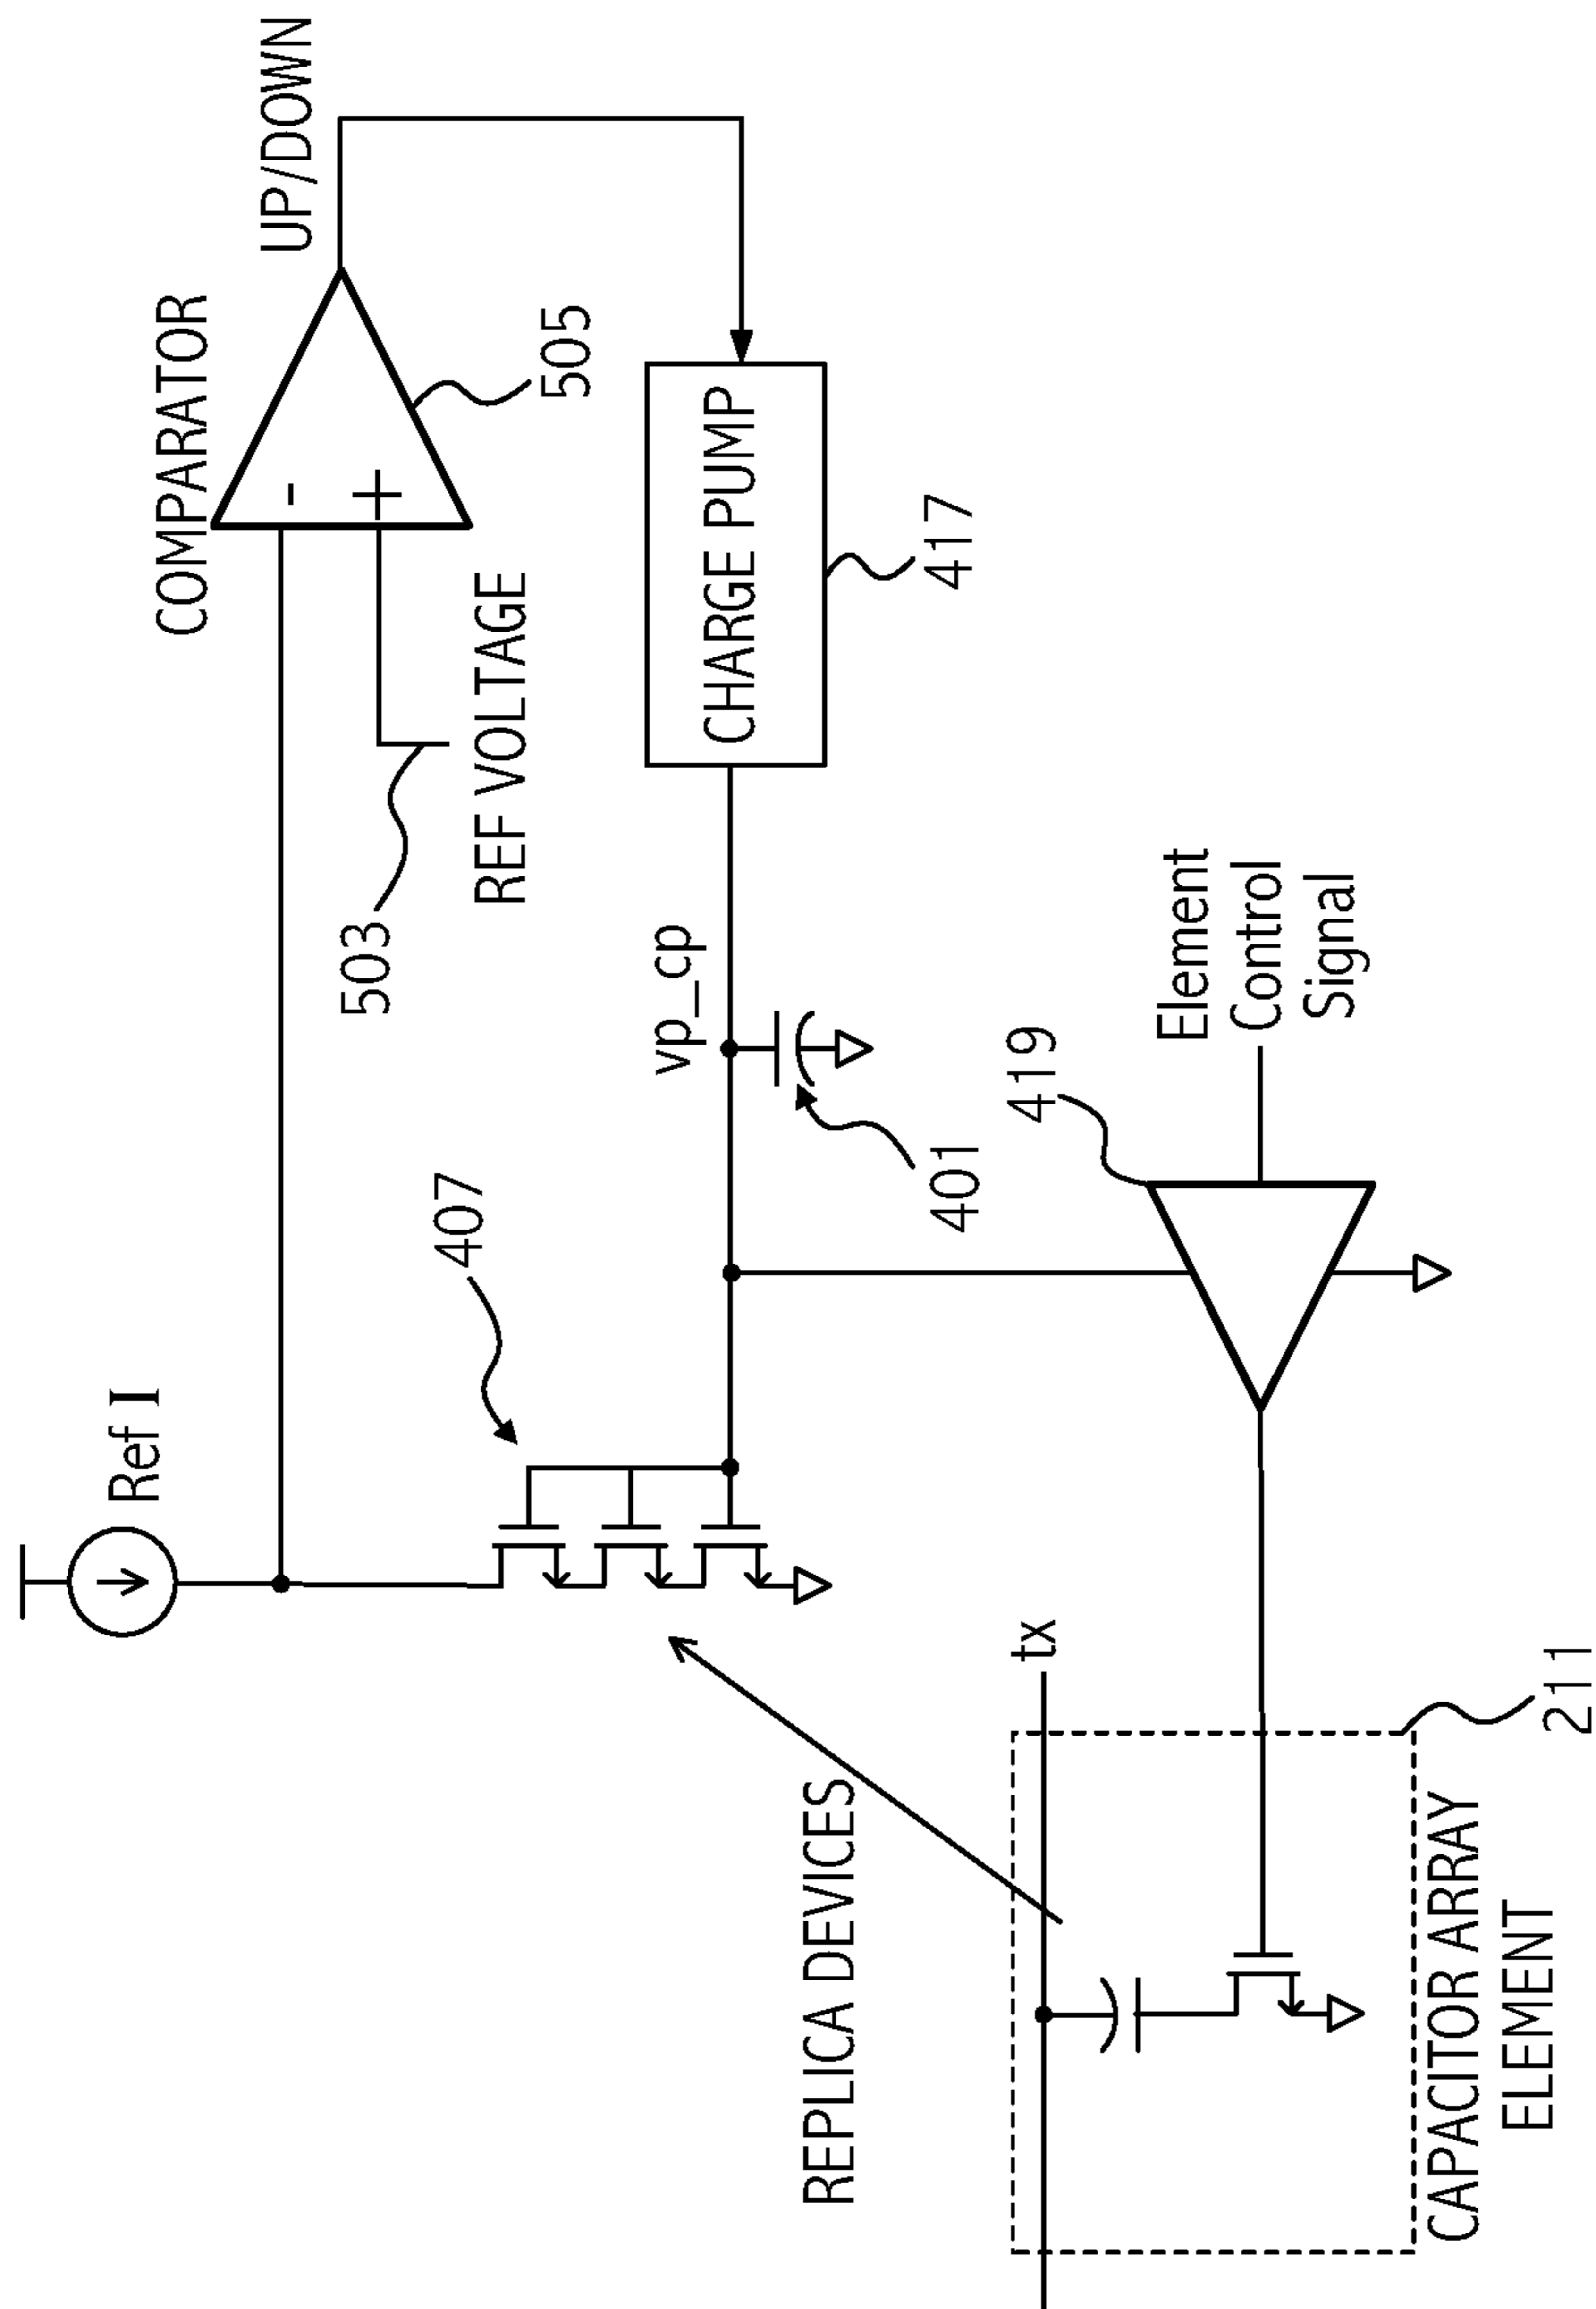 Ref I
COMPARATOR
UP/DOWN
-
+
505
503
REF VOLTAGE
407
CHARGE PUMP
417
vp_cp
401
REPLICA DEVICES
tx
419
Element
Control
Signal
211
CAPACITOR ARRAY
ELEMENT